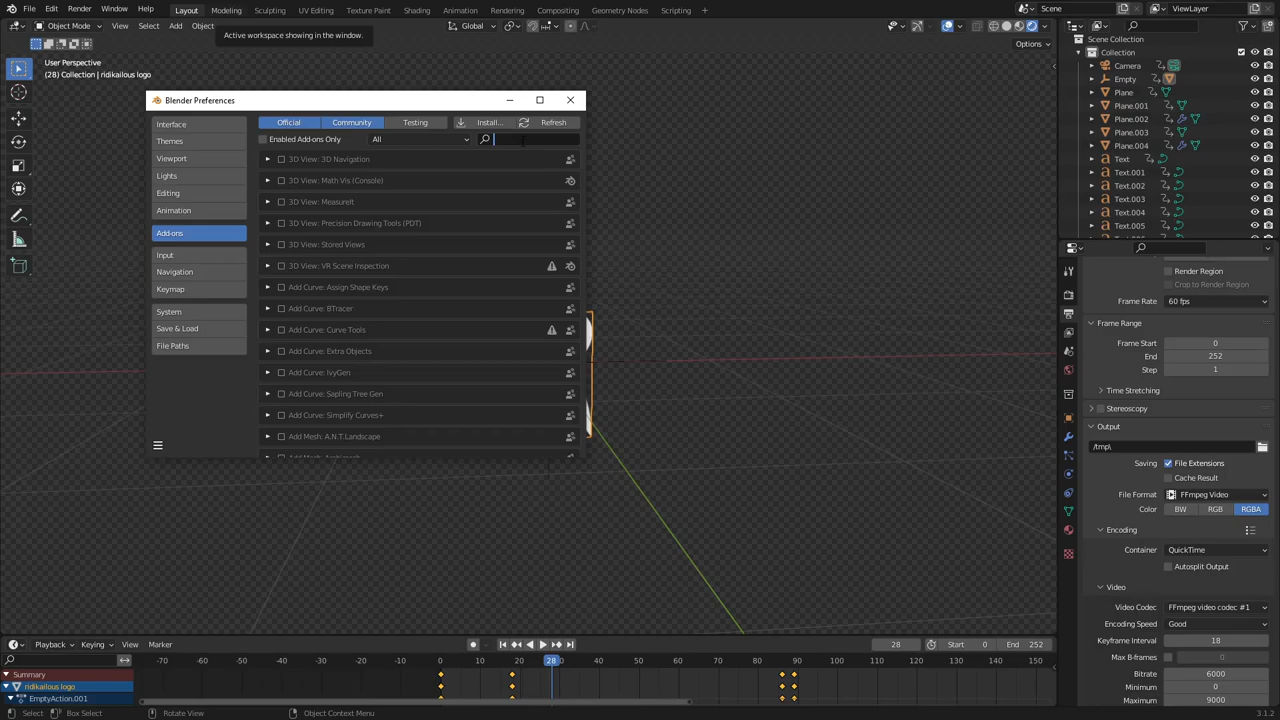 File Edit Render Window Help Layout Modeling Sculpting UV Editing Texture Paint Shading Animation Rendering Compositing Geometry Nodes Scripting Scene ViewLayer
Object Mode View Select Add Object Global Options
Active workspace showing in the window.
User Perspective
(28) Collection | ridikailous logo
Blender Preferences
Interface
Themes
Viewport
Lights
Editing
Animation
Add-ons
Input
Navigation
Keymap
System
Save & Load
File Paths
Official Community Testing Install... Refresh
Enabled Add-ons Only All
3D View: 3D Navigation
3D View: Math Vis (Console)
3D View: MeasureIt
3D View: Precision Drawing Tools (PDT)
3D View: Stored Views
3D View: VR Scene Inspection
Add Curve: Assign Shape Keys
Add Curve: BTracer
Add Curve: Curve Tools
Add Curve: Extra Objects
Add Curve: IvyGen
Add Curve: Sapling Tree Gen
Add Curve: Simplify Curves+
Add Mesh: A.N.T.Landscape
Scene Collection
Collection
Camera
Empty
Plane
Plane.001
Plane.002
Plane.003
Plane.004
Text
Text.001
Text.002
Text.003
Text.004
Text.005
Render Region
Crop to Render Region
Frame Rate 60 fps
Frame Range
Frame Start 0
End 252
Step 1
Time Stretching
Stereoscopy
Output
/tmp\
Saving File Extensions
Cache Result
File Format FFmpeg Video
Color BW RGB RGBA
Encoding
Container QuickTime
Autosplit Output
Video
Video Codec FFmpeg video codec #1
Encoding Speed Good
Keyframe Interval 18
Max B-frames 0
Bitrate 6000
Minimum 0
Maximum 9000
Playback Keying View Marker 28 Start 0 End 252
-70 -60 -50 -40 -30 -20 -10 0 10 20 28 30 40 50 60 70 80 90 100 110 120 130 140 150
Summary
ridikailous logo
EmptyAction.001
Select Box Select Rotate View Object Context Menu 3.1.2